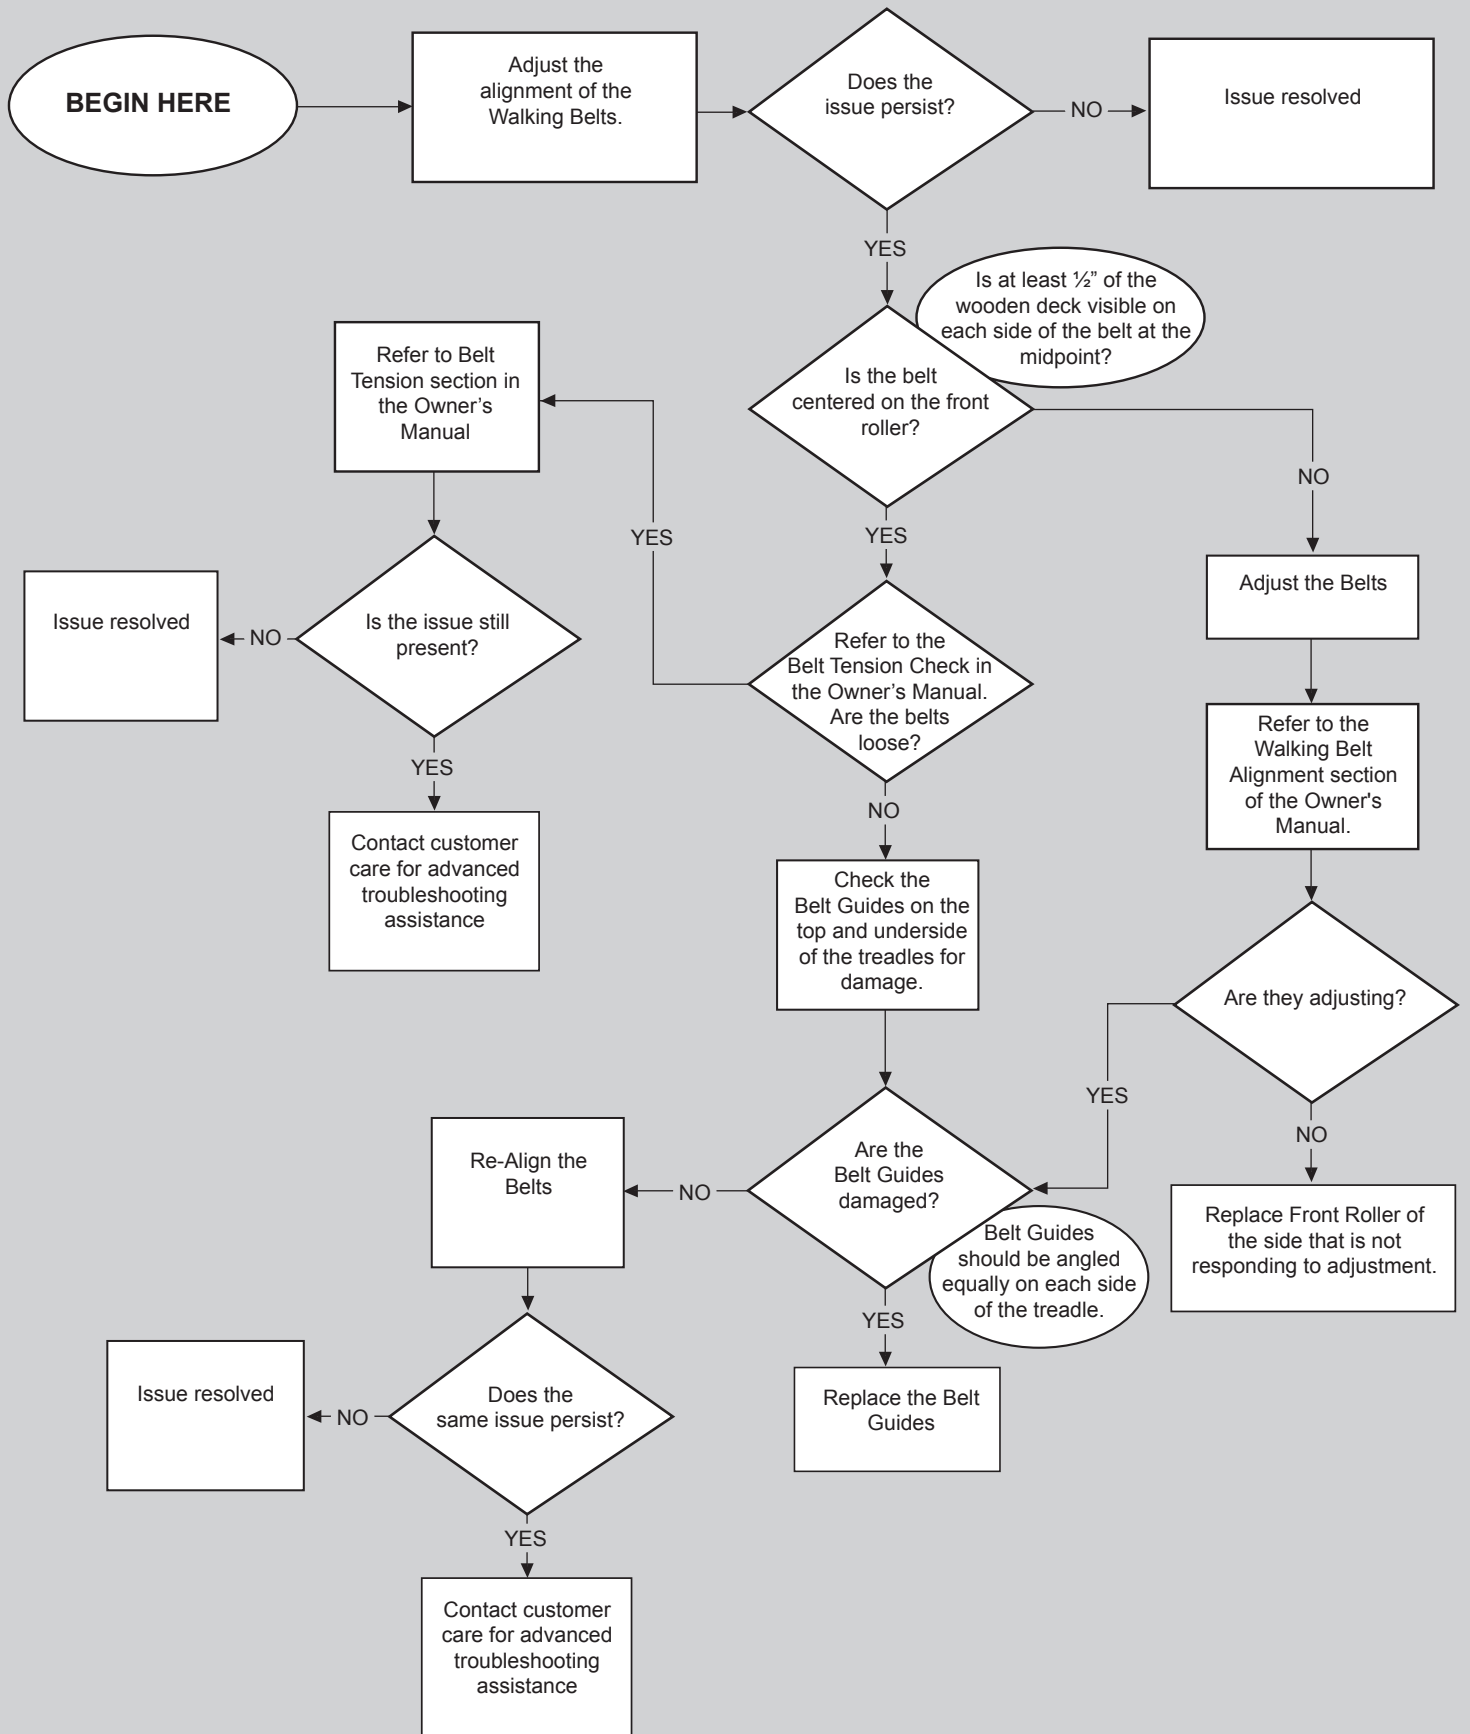 BEGIN HERE
Adjust the
alignment of the
Walking Belts.
Does the
issue persist?
NO
Issue resolved
YES
Is at least ½” of the
wooden deck visible on
each side of the belt at the
midpoint?
Is the belt
centered on the front
roller?
NO
YES
Refer to Belt
Tension section in
the Owner’s
Manual
YES
Is the issue still
present?
NO
Issue resolved
YES
Contact customer
care for advanced
troubleshooting
assistance
Refer to the
Belt Tension Check in
the Owner’s Manual.
Are the belts
loose?
NO
Adjust the Belts
Refer to the
Walking Belt
Alignment section
of the Owner's
Manual.
Check the
Belt Guides on the
top and underside
of the treadles for
damage.
Are they adjusting?
YES
NO
Replace Front Roller of
the side that is not
responding to adjustment.
Are the
Belt Guides
damaged?
Belt Guides
should be angled
equally on each side
of the treadle.
NO
Re-Align the
Belts
YES
Replace the Belt
Guides
Does the
same issue persist?
NO
Issue resolved
YES
Contact customer
care for advanced
troubleshooting
assistance